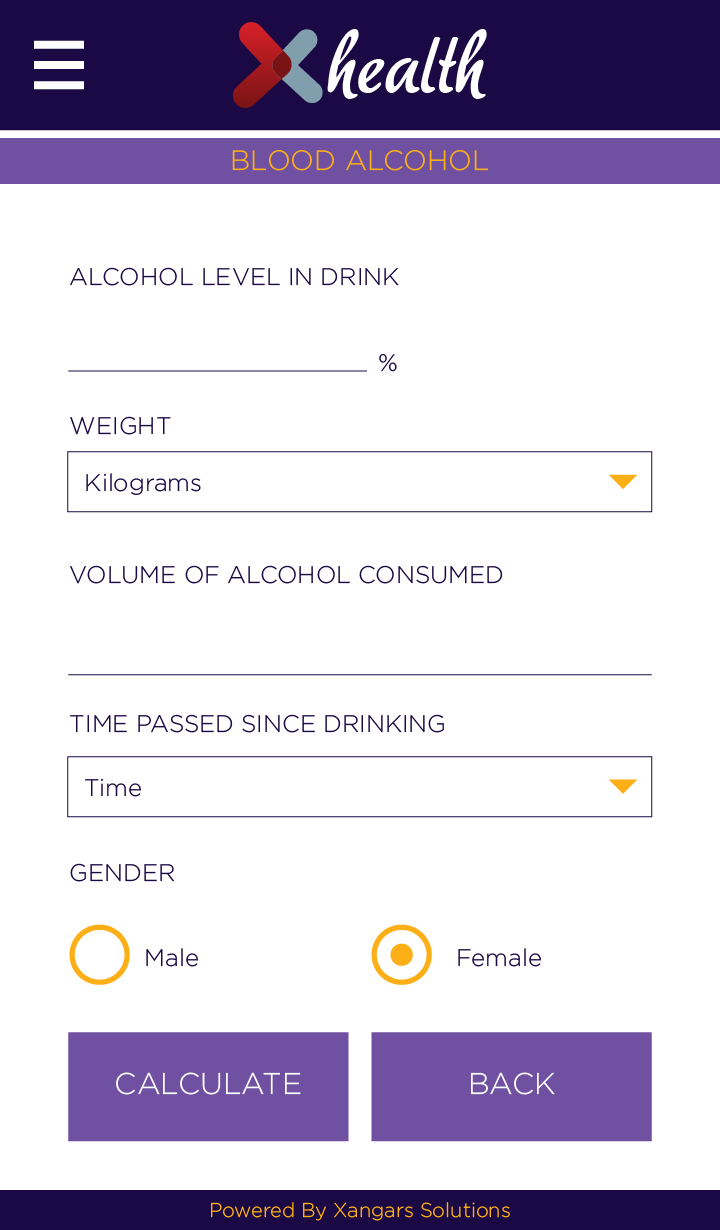 X health
BLOOD ALCOHOL
ALCOHOL LEVEL IN DRINK
%
WEIGHT
Kilograms
VOLUME OF ALCOHOL CONSUMED
TIME PASSED SINCE DRINKING
Time
GENDER
Male Female
CALCULATE BACK
Powered By Xangars Solutions